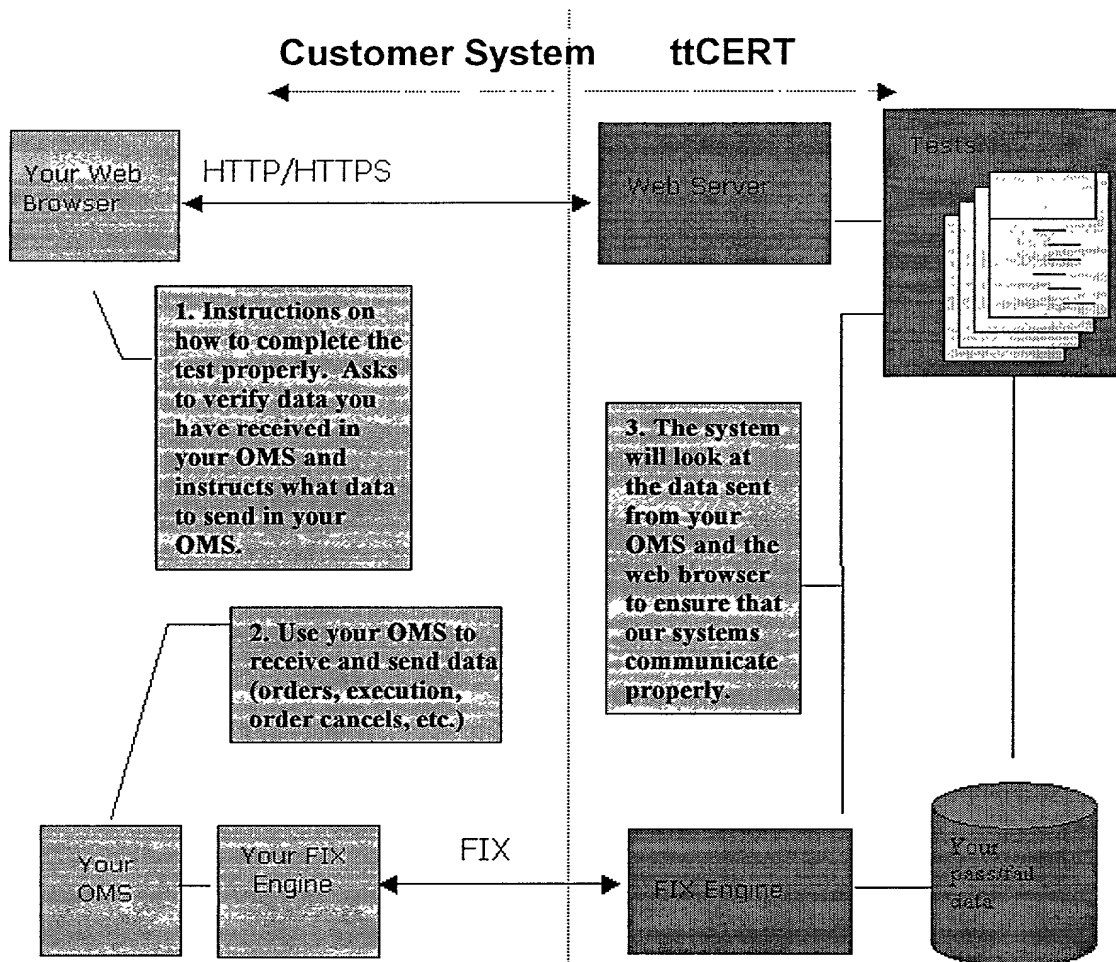 Customer System ttCERT
Your Web
Browser
HTTP/HTTPS
Web Server
Tests
1. Instructions on
how to complete the
test properly. Asks
to verify data you
have received in
your OMS and
instructs what data
to send in your
OMS.
3. The system
will look at
the data sent
from your
OMS and the
web browser
to ensure that
our systems
communicate
properly.
2. Use your OMS to
receive and send data
(orders, execution,
order cancels, etc.)
Your
OMS
Your FIX
Engine
FIX
FIX Engine
Your
pass/fail
data